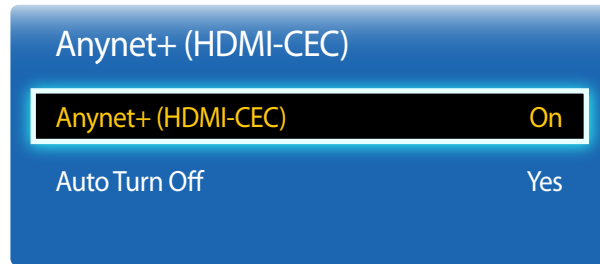 Anynet+ (HDMI-CEC)
Anynet+ (HDMI-CEC) On
Auto Turn Off Yes